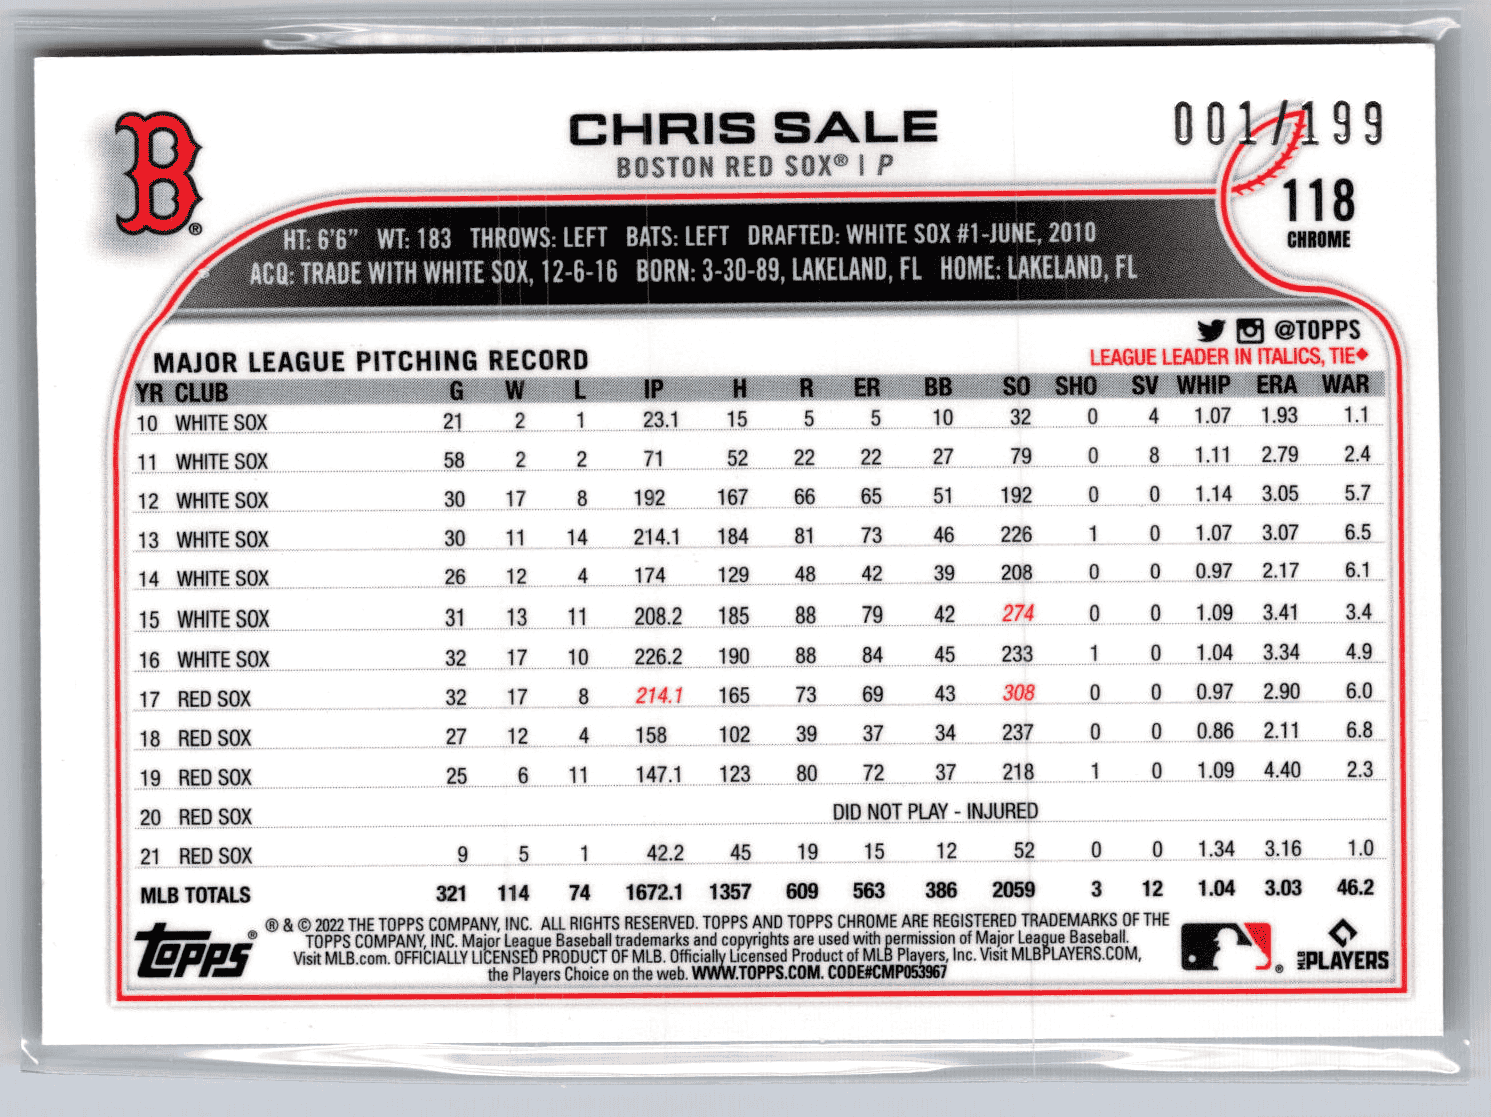 B®
CHRIS SALE
001/199
BOSTON RED SOX® | P
118
CHROME
HT: 6'6" WT: 183 THROWS: LEFT BATS: LEFT DRAFTED: WHITE SOX #1-JUNE, 2010
ACQ: TRADE WITH WHITE SOX, 12-6-16 BORN: 3-30-89, LAKELAND, FL HOME: LAKELAND, FL
@TOPPS
MAJOR LEAGUE PITCHING RECORD
LEAGUE LEADER IN ITALICS, TIE◆
YR CLUB G W L IP H R ER BB SO SHO SV WHIP ERA WAR
10 WHITE SOX 21 2 1 23.1 15 5 5 10 32 0 4 1.07 1.93 1.1
11 WHITE SOX 58 2 2 71 52 22 22 27 79 0 8 1.11 2.79 2.4
12 WHITE SOX 30 17 8 192 167 66 65 51 192 0 0 1.14 3.05 5.7
13 WHITE SOX 30 11 14 214.1 184 81 73 46 226 1 0 1.07 3.07 6.5
14 WHITE SOX 26 12 4 174 129 48 42 39 208 0 0 0.97 2.17 6.1
15 WHITE SOX 31 13 11 208.2 185 88 79 42 274 0 0 1.09 3.41 3.4
16 WHITE SOX 32 17 10 226.2 190 88 84 45 233 1 0 1.04 3.34 4.9
17 RED SOX 32 17 8 214.1 165 73 69 43 308 0 0 0.97 2.90 6.0
18 RED SOX 27 12 4 158 102 39 37 34 237 0 0 0.86 2.11 6.8
19 RED SOX 25 6 11 147.1 123 80 72 37 218 1 0 1.09 4.40 2.3
20 RED SOX DID NOT PLAY - INJURED
21 RED SOX 9 5 1 42.2 45 19 15 12 52 0 0 1.34 3.16 1.0
MLB TOTALS 321 114 74 1672.1 1357 609 563 386 2059 3 12 1.04 3.03 46.2
® & © 2022 THE TOPPS COMPANY, INC. ALL RIGHTS RESERVED. TOPPS AND TOPPS CHROME ARE REGISTERED TRADEMARKS OF THE
TOPPS COMPANY, INC. Major League Baseball trademarks and copyrights are used with permission of Major League Baseball.
Visit MLB.com. OFFICIALLY LICENSED PRODUCT OF MLB. Officially Licensed Product of MLB Players, Inc. Visit MLBPLAYERS.COM,
the Players Choice on the web. WWW.TOPPS.COM. CODE#CMP053967
Topps®
®
MLB PLAYERS